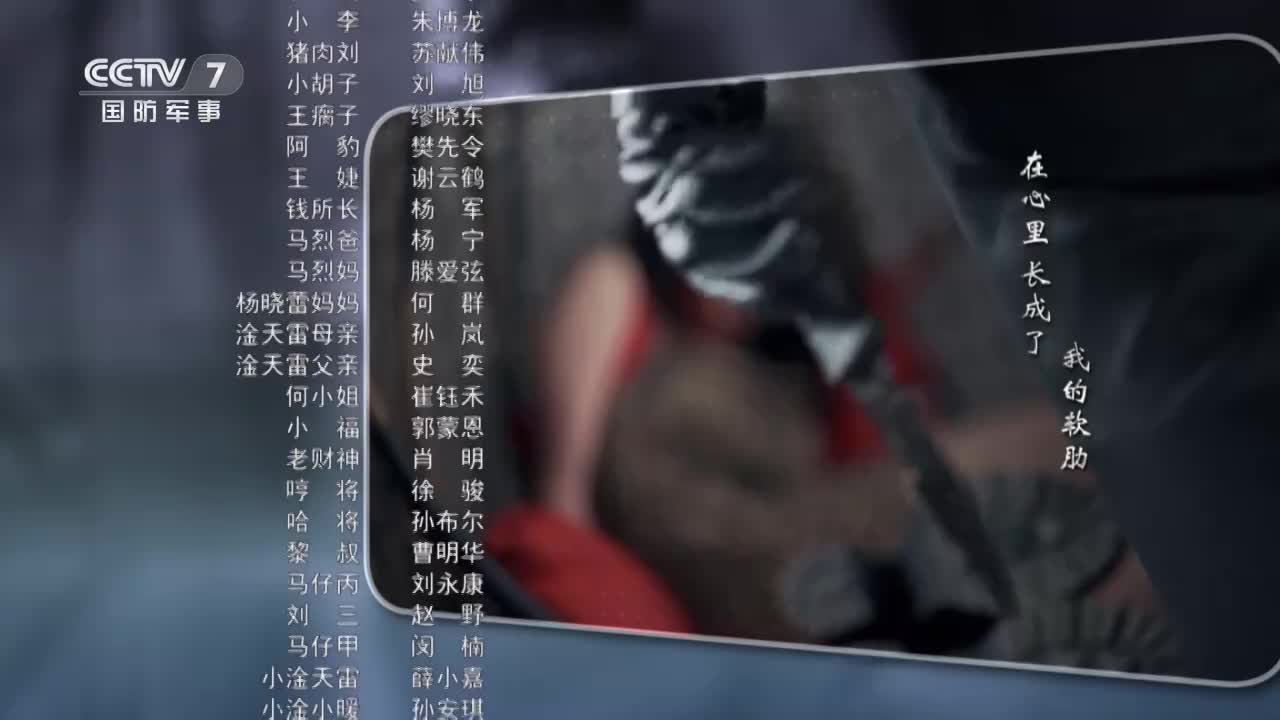 CCTV 7
国防军事
小 李 朱博龙
猪肉刘 苏献伟
小胡子 刘 旭
王瘸子 缪晓东
阿 豹 樊先令
王 婕 谢云鹤
钱所长 杨 军
马烈爸 杨 宁
马烈妈 滕爱弦
杨晓蕾妈妈 何 群
淦天雷母亲 孙 岚
淦天雷父亲 史 奕
何小姐 崔钰禾
小 福 郭蒙恩
老财神 肖 明
哼 将 徐 骏
哈 将 孙布尔
黎 叔 曹明华
马仔丙 刘永康
刘 三 赵 野
马仔甲 闵 楠
小淦天雷 薛小嘉
小淦小暖 孙安琪
在心里长成了
我的软肋